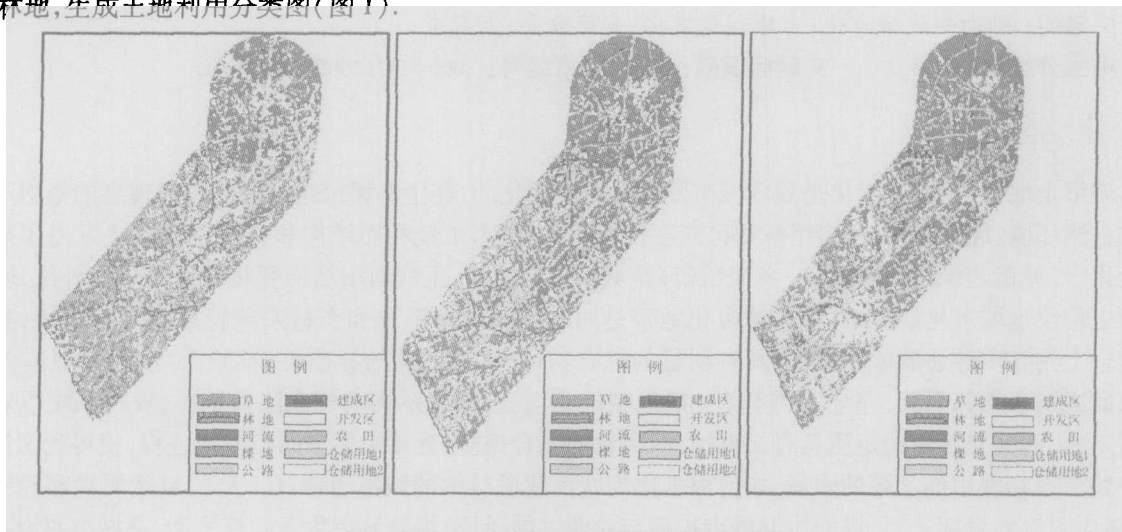 林地,生成土地利用分类图(图1).
图 例
草 地 建成区
林 地 开发区
河 流 农 田
裸 地 仓储用地1
公 路 仓储用地2
图 例
草 地 建成区
林 地 开发区
河 流 农 田
裸 地 仓储用地1
公 路 仓储用地2
图 例
草 地 建成区
林 地 开发区
河 流 农 田
裸 地 仓储用地1
公 路 仓储用地2